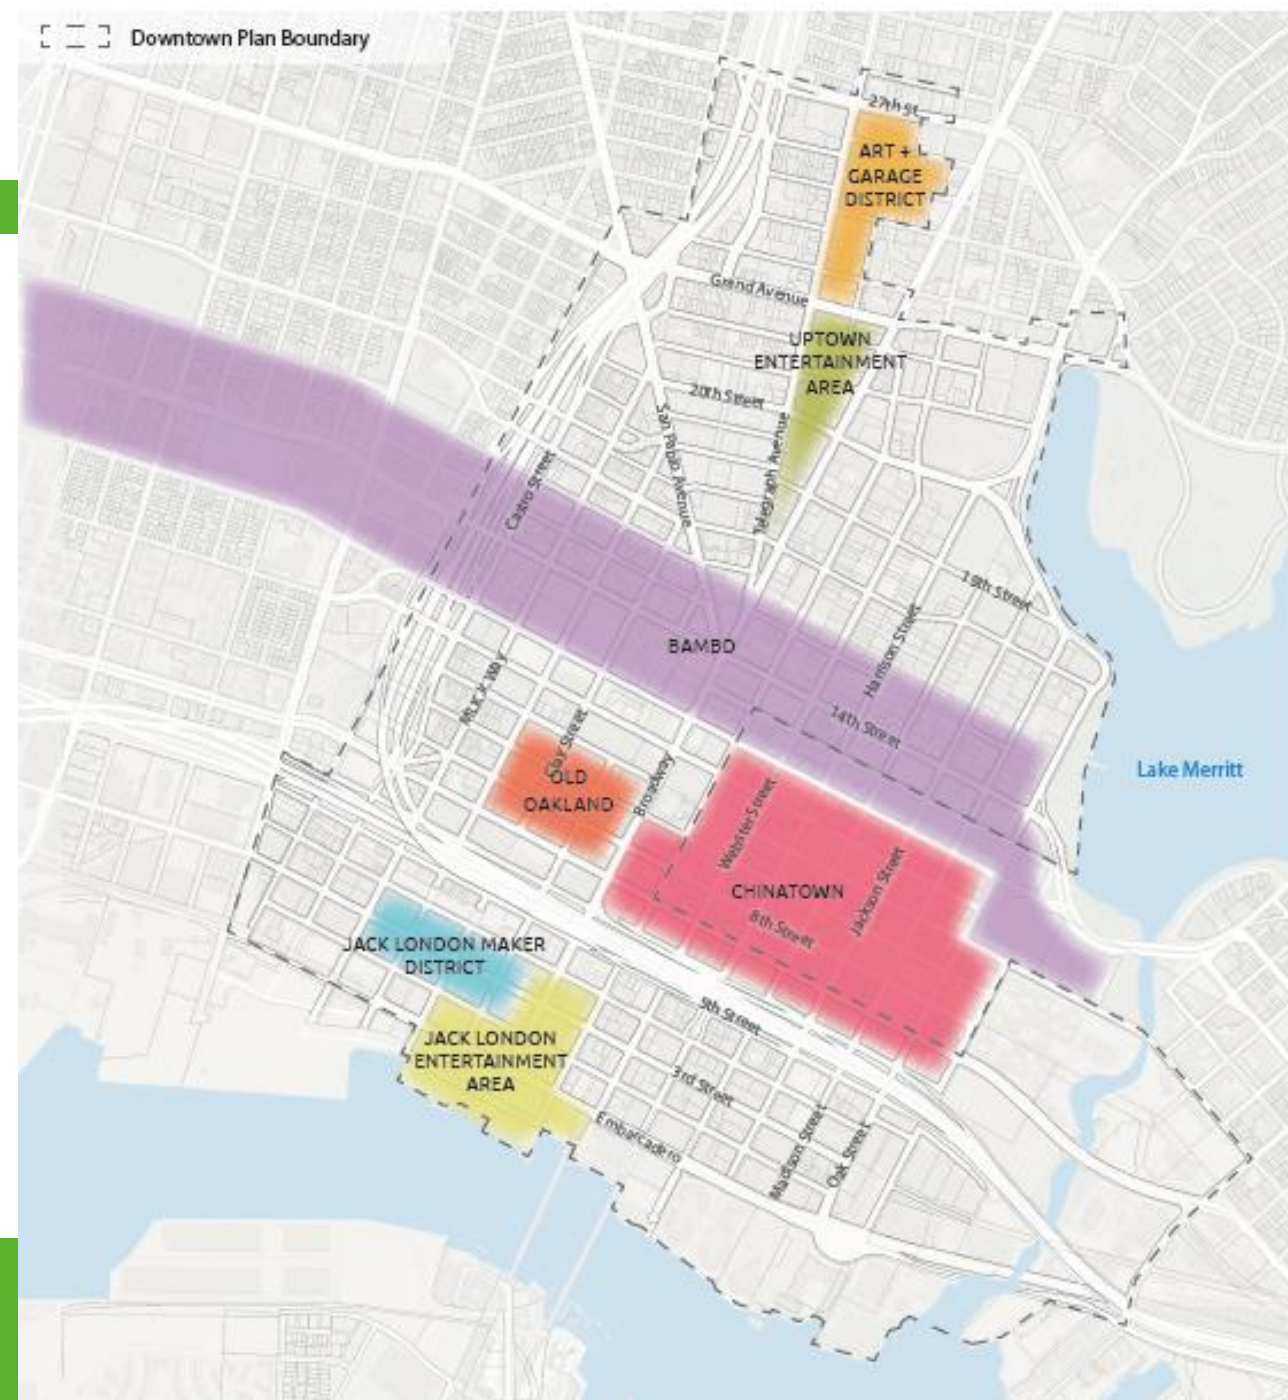 Downtown Plan Boundary
27th St
ART +
GARAGE
DISTRICT
Grand Avenue
UPTOWN
ENTERTAINMENT
AREA
20th Street
San Pablo Avenue
Telegraph Avenue
Castro Street
19th Street
Harrison Street
BAMBD
MLK Way
14th Street
Clay Street
Lake Merritt
OLD
OAKLAND
Broadway
Webster Street
CHINATOWN
Jackson Street
8th Street
JACK LONDON MAKER
DISTRICT
5th Street
JACK LONDON
ENTERTAINMENT
AREA
3rd Street
Embarcadero
Madison Street
Oak Street